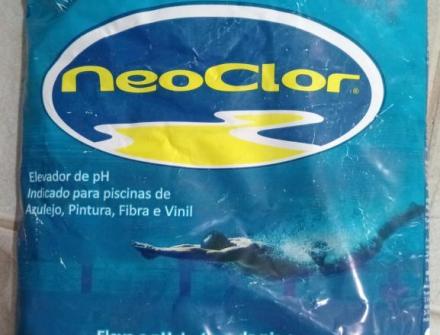 NeoClor®
Elevador de pH
Indicado para piscinas de
Azulejo, Pintura, Fibra e Vinil